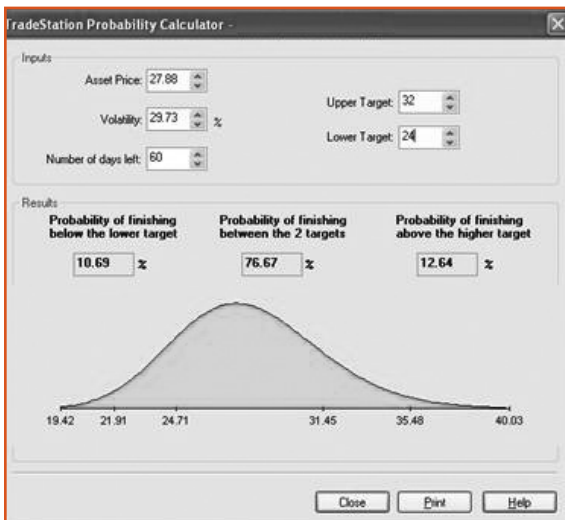 TradeStation Probability Calculator -
Inputs
Asset Price: 27.88
Volatility: 29.73 %
Number of days left: 60
Upper Target: 32
Lower Target: 24
Results
Probability of finishing below the lower target
10.69 %
Probability of finishing between the 2 targets
76.67 %
Probability of finishing above the higher target
12.64 %
19.42 21.91 24.71 31.45 35.48 40.03
Close Print Help